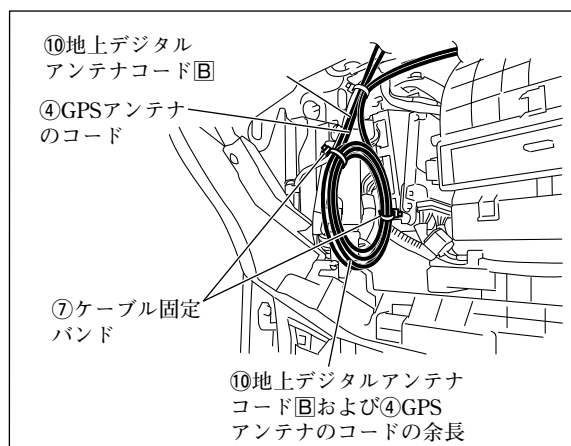 ⑩地上デジタル
アンテナコード🄱
④GPSアンテナ
のコード
⑦ケーブル固定
バンド
⑩地上デジタルアンテナ
コード🄱および④GPS
アンテナのコードの余長